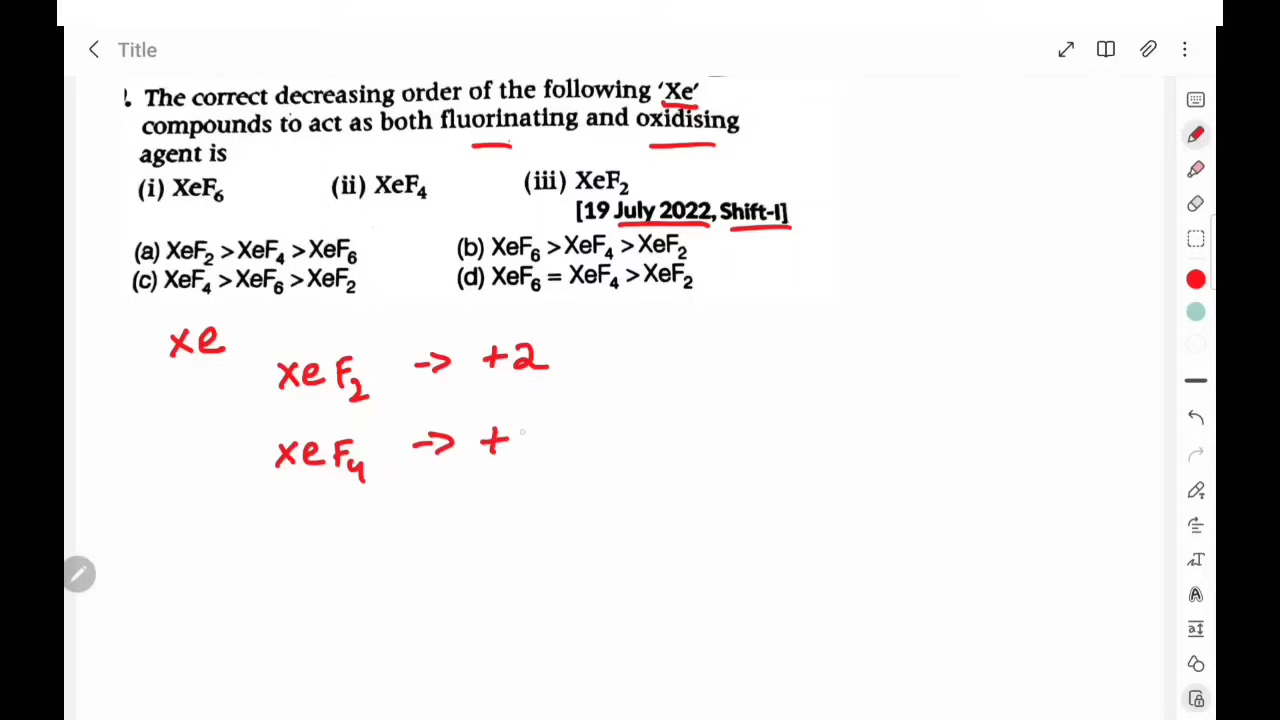 Title
. The correct decreasing order of the following 'Xe'
compounds to act as both fluorinating and oxidising
agent is
(i) XeF₆ (ii) XeF₄ (iii) XeF₂
[19 July 2022, Shift-I]
(a) XeF₂ > XeF₄ > XeF₆ (b) XeF₆ > XeF₄ > XeF₂
(c) XeF₄ > XeF₆ > XeF₂ (d) XeF₆ = XeF₄ > XeF₂
xe
xeF₂ -> +2
xeF₄ -> +